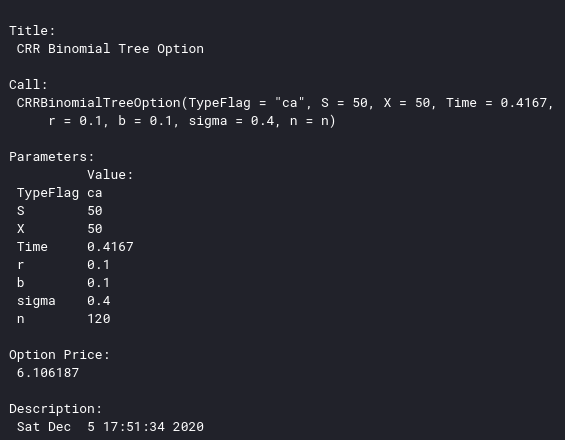 Title:
 CRR Binomial Tree Option

Call:
 CRRBinomialTreeOption(TypeFlag = "ca", S = 50, X = 50, Time = 0.4167,
     r = 0.1, b = 0.1, sigma = 0.4, n = n)

Parameters:
          Value:
 TypeFlag ca
 S        50
 X        50
 Time     0.4167
 r        0.1
 b        0.1
 sigma    0.4
 n        120

Option Price:
 6.106187

Description:
 Sat Dec  5 17:51:34 2020